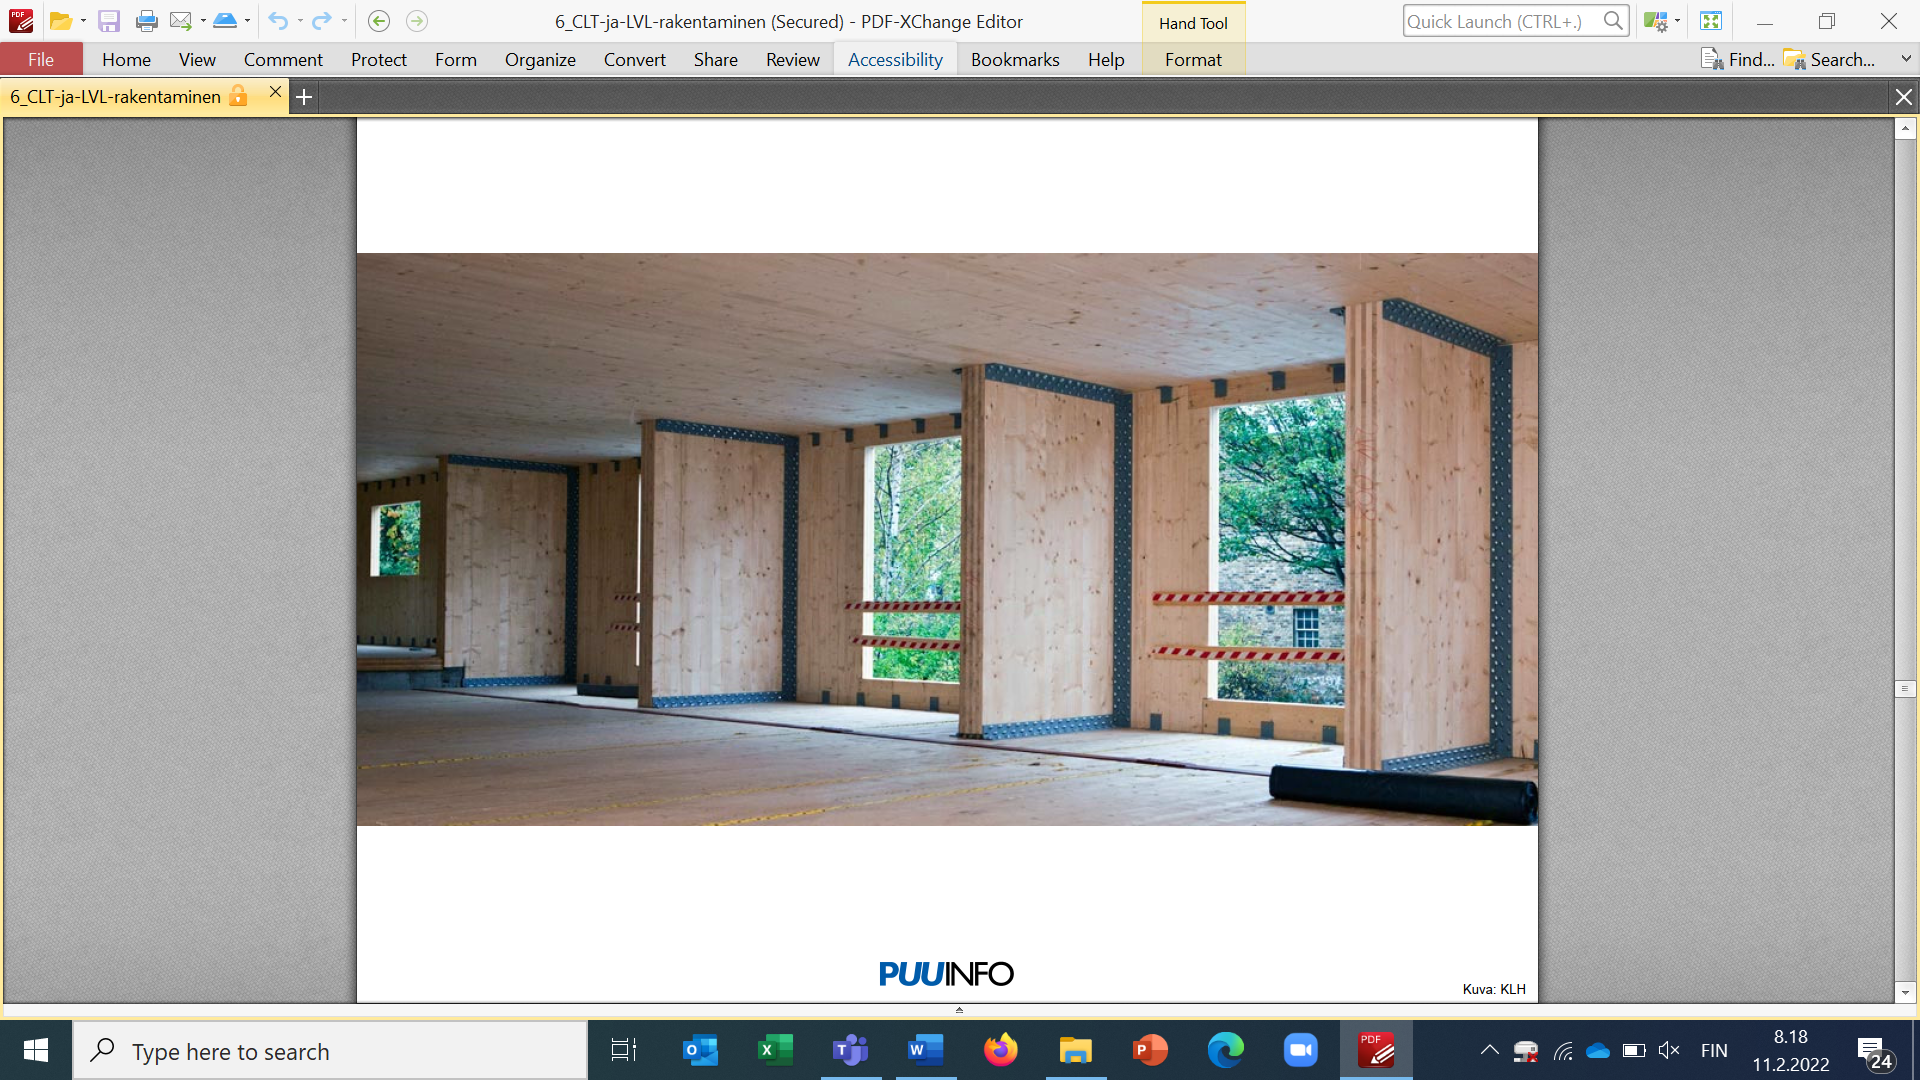 6_CLT-ja-LVL-rakentaminen (Secured) - PDF-XChange Editor
Hand Tool
Quick Launch (CTRL+.)
File Home View Comment Protect Form Organize Convert Share Review Accessibility Bookmarks Help Format Find... Search...
6_CLT-ja-LVL-rakentaminen
PUUINFO
Kuva: KLH
Type here to search
FIN
8.18
11.2.2022
24